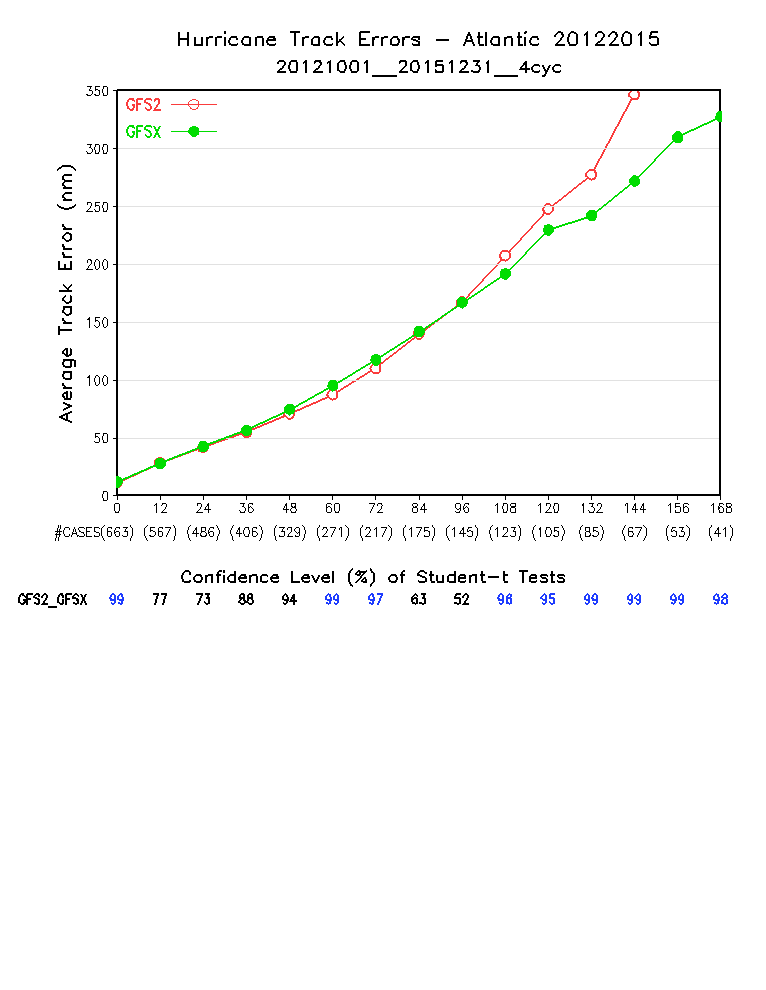 Hurricane Track Errors - Atlantic 20122015
20121001__20151231__4cyc
Average Track Error (nm)
350
300
250
200
150
100
50
0
GFS2
GFSX
0 12 24 36 48 60 72 84 96 108 120 132 144 156 168
#CASES(663) (567) (486) (406) (329) (271) (217) (175) (145) (123) (105) (85) (67) (53) (41)
Confidence Level (%) of Student-t Tests
GFS2_GFSX 99 77 73 88 94 99 97 63 52 96 95 99 99 99 98